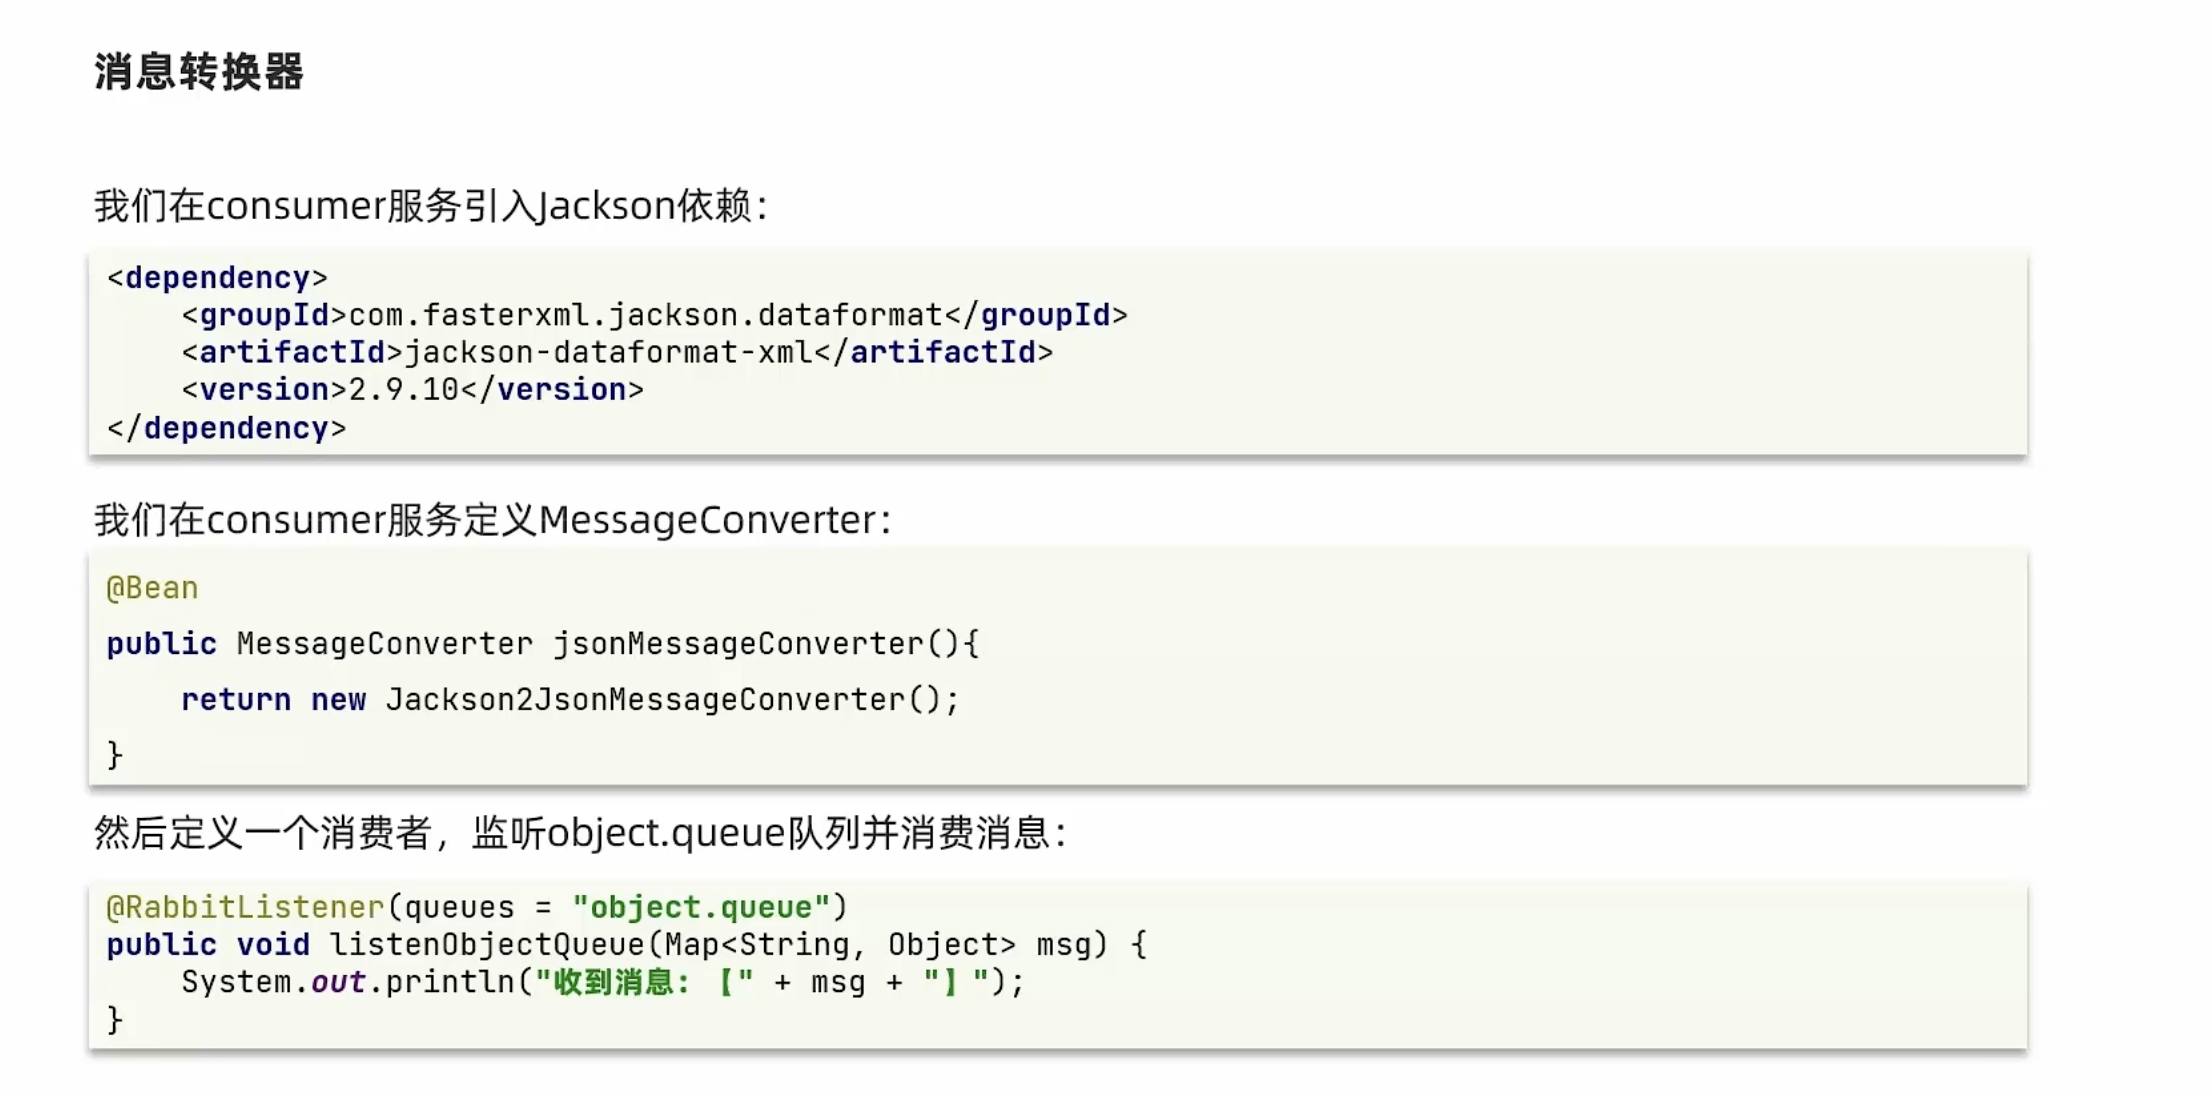 消息转换器
我们在consumer服务引入Jackson依赖：
<dependency>
    <groupId>com.fasterxml.jackson.dataformat</groupId>
    <artifactId>jackson-dataformat-xml</artifactId>
    <version>2.9.10</version>
</dependency>
我们在consumer服务定义MessageConverter：
@Bean
public MessageConverter jsonMessageConverter(){
    return new Jackson2JsonMessageConverter();
}
然后定义一个消费者，监听object.queue队列并消费消息：
@RabbitListener(queues = "object.queue")
public void listenObjectQueue(Map<String, Object> msg) {
    System.out.println("收到消息：【" + msg + "】");
}